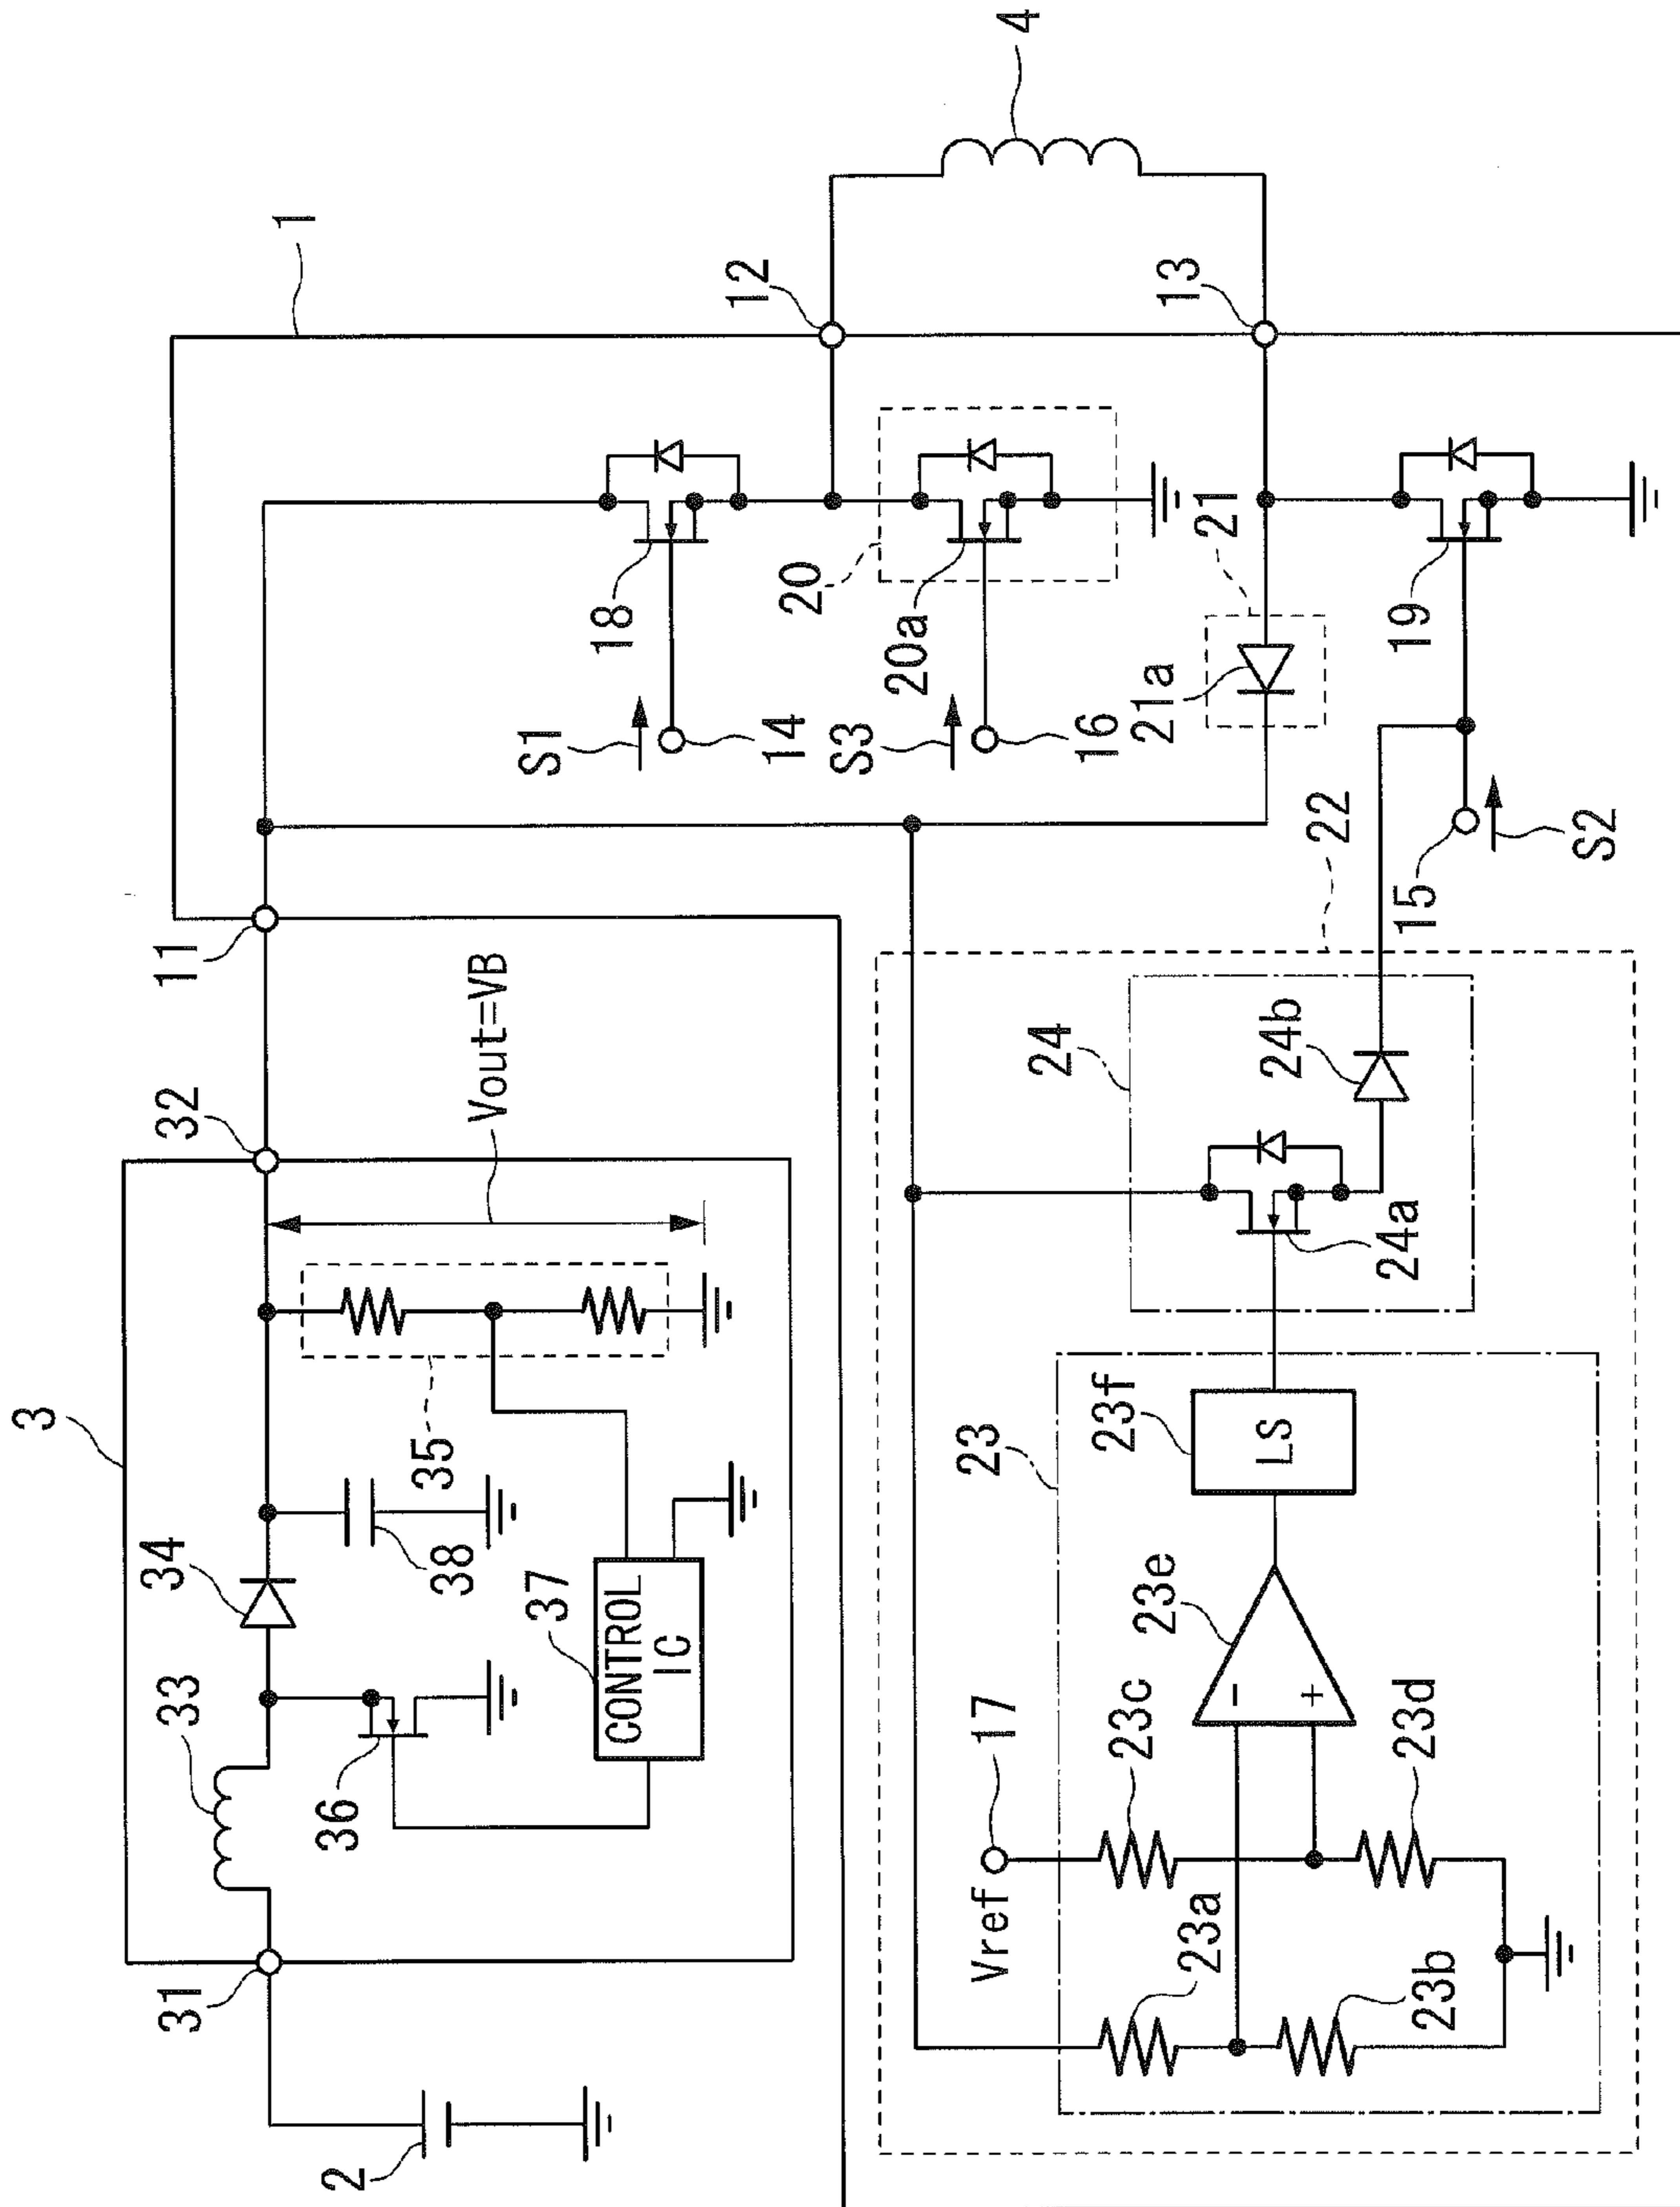 3
31
33
34
32
11
1
2
36
38
35
37
CONTROL
IC
Vout=VB
S1
14
18
12
4
20
20a
S3
16
21
21a
13
19
15
S2
22
23
24
24a
24b
23f
LS
23e
-
+
Vref
17
23c
23a
23d
23b